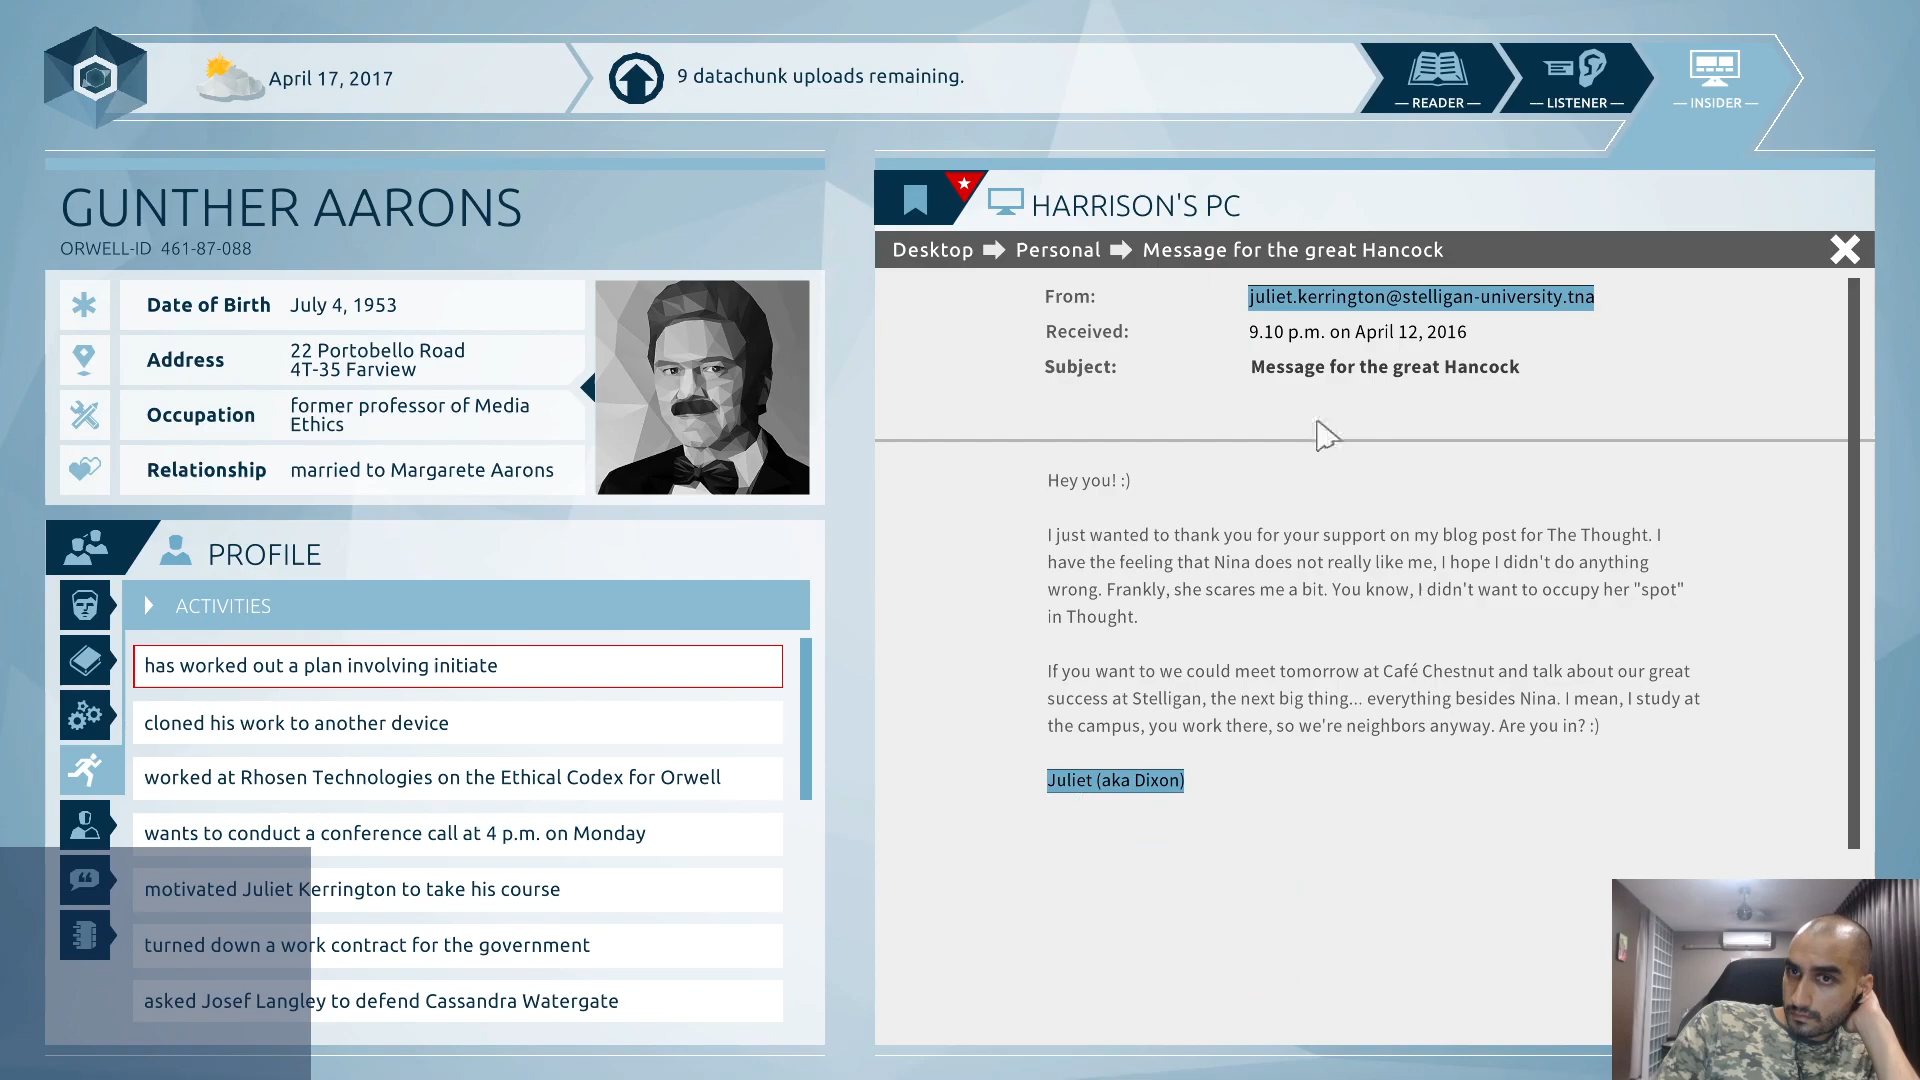 April 17, 2017
9 datachunk uploads remaining.
— READER —
— LISTENER —
— INSIDER —
GUNTHER AARONS
ORWELL-ID 461-87-088
Date of Birth July 4, 1953
Address 22 Portobello Road
4T-35 Farview
Occupation former professor of Media
Ethics
Relationship married to Margarete Aarons
PROFILE
ACTIVITIES
has worked out a plan involving initiate
cloned his work to another device
worked at Rhosen Technologies on the Ethical Codex for Orwell
wants to conduct a conference call at 4 p.m. on Monday
motivated Juliet Kerrington to take his course
turned down a work contract for the government
asked Josef Langley to defend Cassandra Watergate
HARRISON'S PC
Desktop Personal Message for the great Hancock
From: juliet.kerrington@stelligan-university.tna
Received: 9.10 p.m. on April 12, 2016
Subject: Message for the great Hancock
Hey you! :)
I just wanted to thank you for your support on my blog post for The Thought. I
have the feeling that Nina does not really like me, I hope I didn't do anything
wrong. Frankly, she scares me a bit. You know, I didn't want to occupy her "spot"
in Thought.
If you want to we could meet tomorrow at Café Chestnut and talk about our great
success at Stelligan, the next big thing... everything besides Nina. I mean, I study at
the campus, you work there, so we're neighbors anyway. Are you in? :)
Juliet (aka Dixon)